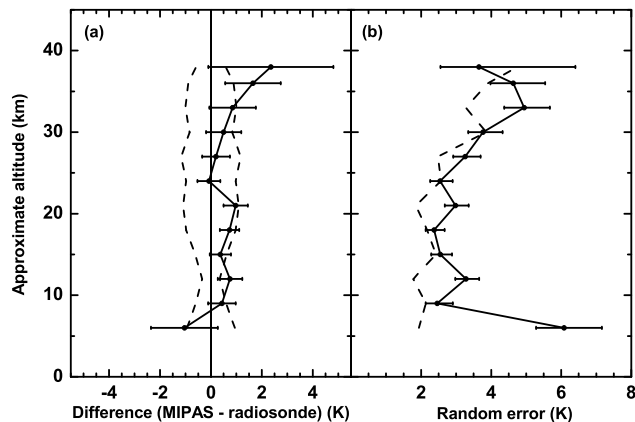 (a)
(b)
40
30
20
10
0
Approximate altitude (km)
-4 -2 0 2 4
0 2 4 6 8
Difference (MIPAS - radiosonde) (K)
Random error (K)